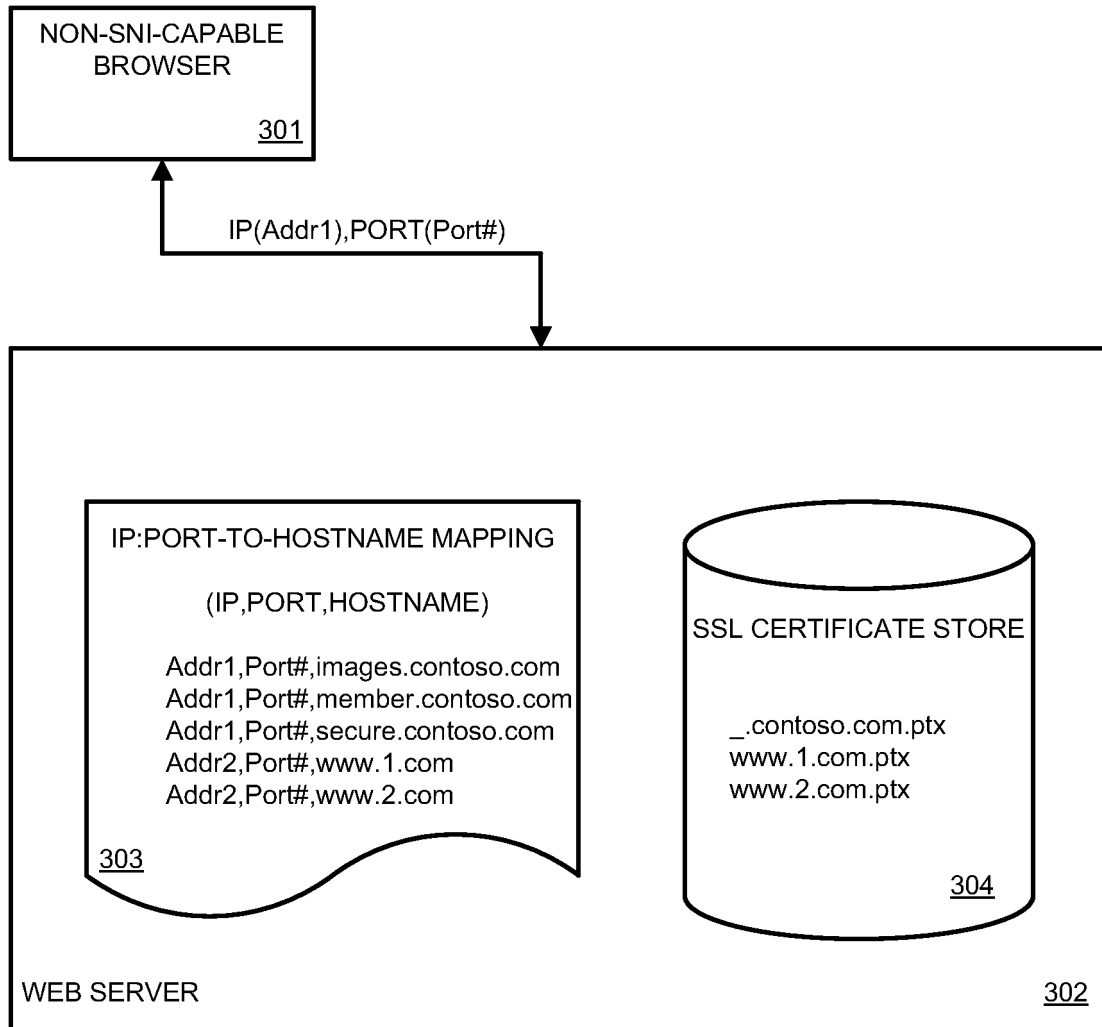 NON-SNI-CAPABLE
BROWSER
301
IP(Addr1),PORT(Port#)
IP:PORT-TO-HOSTNAME MAPPING
(IP,PORT,HOSTNAME)
Addr1,Port#,images.contoso.com
Addr1,Port#,member.contoso.com
Addr1,Port#,secure.contoso.com
Addr2,Port#,www.1.com
Addr2,Port#,www.2.com
303
SSL CERTIFICATE STORE
_.contoso.com.ptx
www.1.com.ptx
www.2.com.ptx
304
WEB SERVER
302